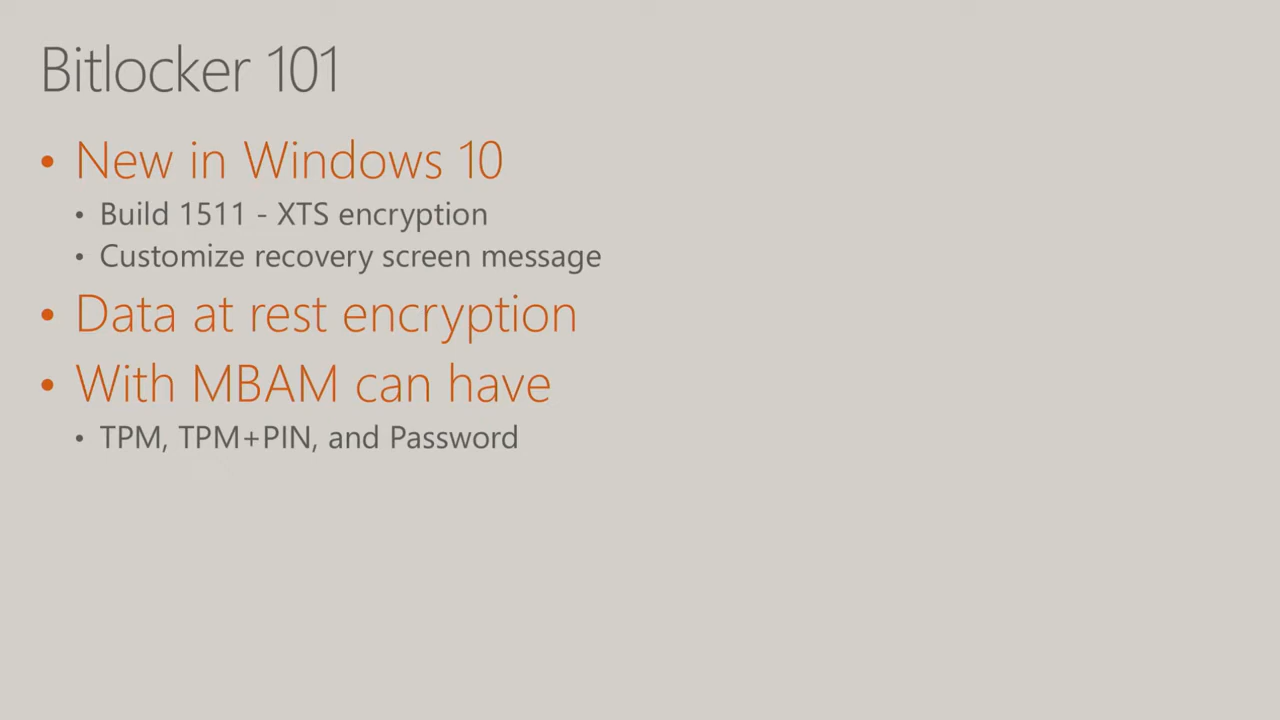 Bitlocker 101
• New in Windows 10
• Build 1511 - XTS encryption
• Customize recovery screen message
• Data at rest encryption
• With MBAM can have
• TPM, TPM+PIN, and Password